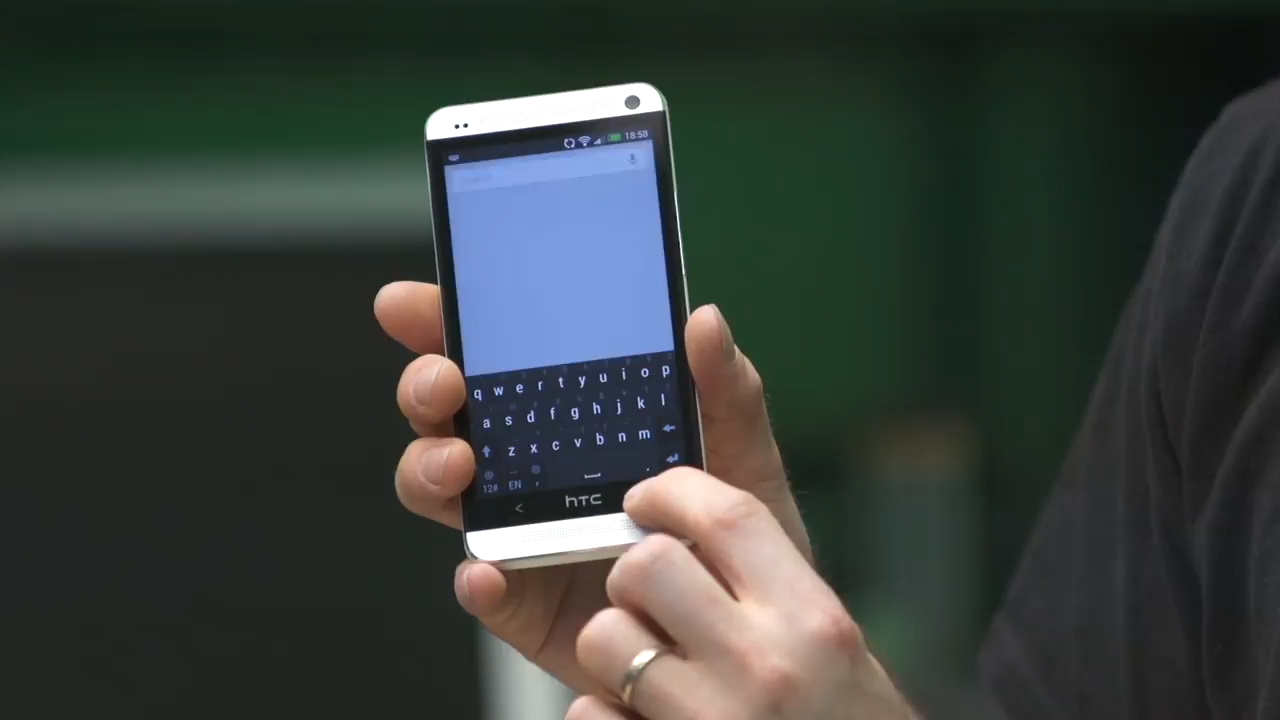 18:58
q w e r t y u i o p
a s d f g h j k l
z x c v b n m
12# EN , .
hTC